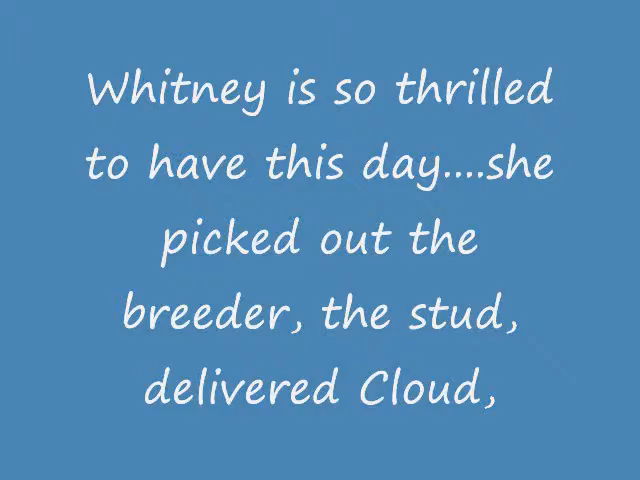 Whitney is so thrilled
to have this day....she
picked out the
breeder, the stud,
delivered Cloud,